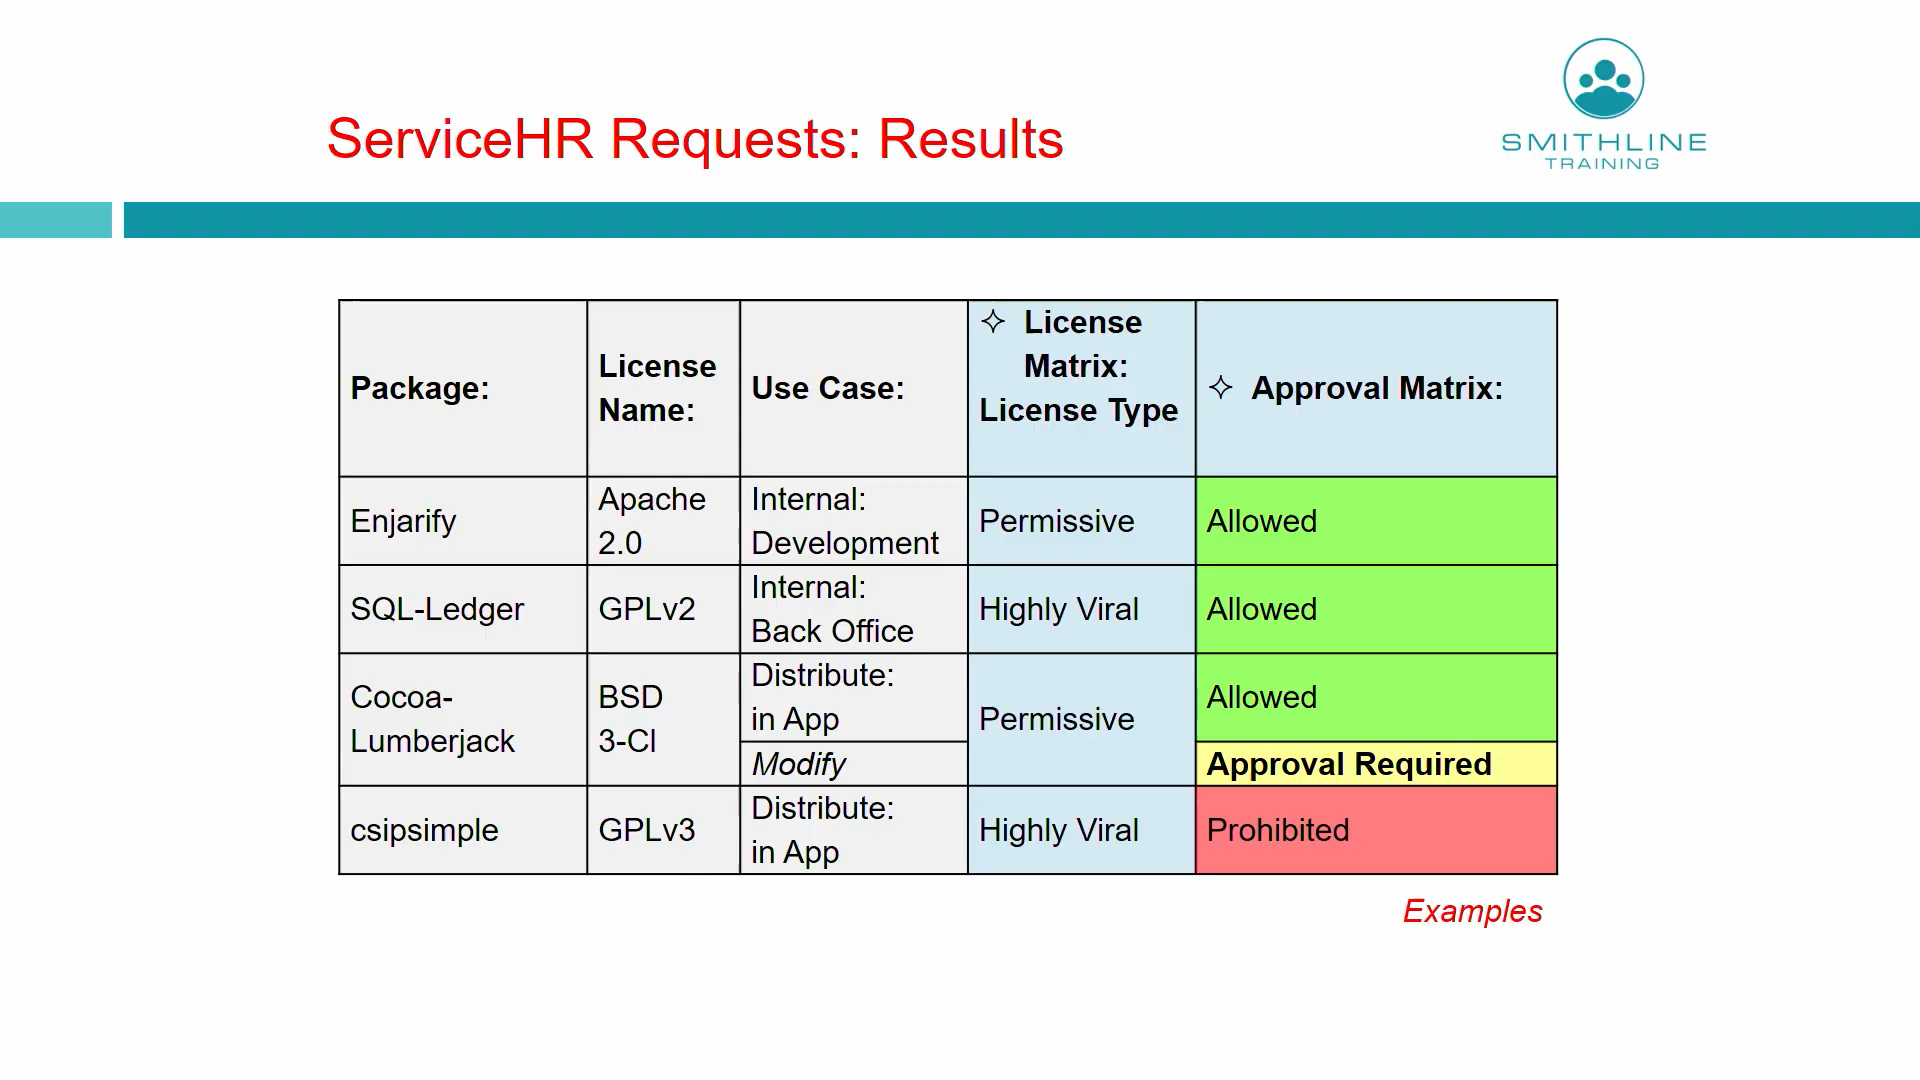 SMITHLINE
TRAINING
ServiceHR Requests: Results
Package:
License
Name:
Use Case:
✧ License
Matrix:
License Type
✧ Approval Matrix:
Enjarify
Apache
2.0
Internal:
Development
Permissive
Allowed
SQL-Ledger
GPLv2
Internal:
Back Office
Highly Viral
Allowed
Cocoa-
Lumberjack
BSD
3-Cl
Distribute:
in App
Permissive
Allowed
Modify
Approval Required
csipsimple
GPLv3
Distribute:
in App
Highly Viral
Prohibited
Examples